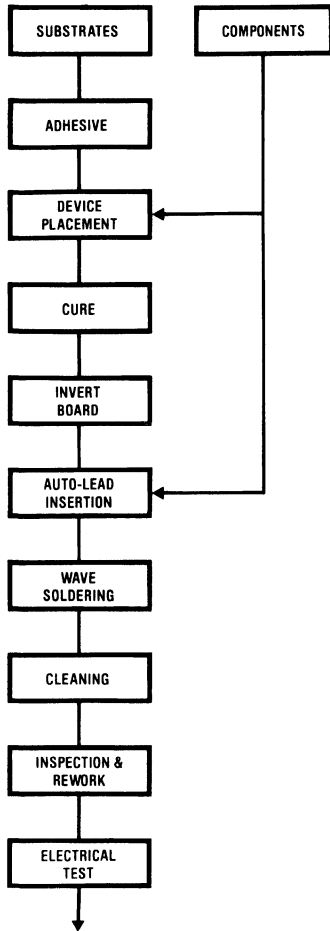 SUBSTRATES
COMPONENTS
ADHESIVE
DEVICE
PLACEMENT
CURE
INVERT
BOARD
AUTO-LEAD
INSERTION
WAVE
SOLDERING
CLEANING
INSPECTION &
REWORK
ELECTRICAL
TEST